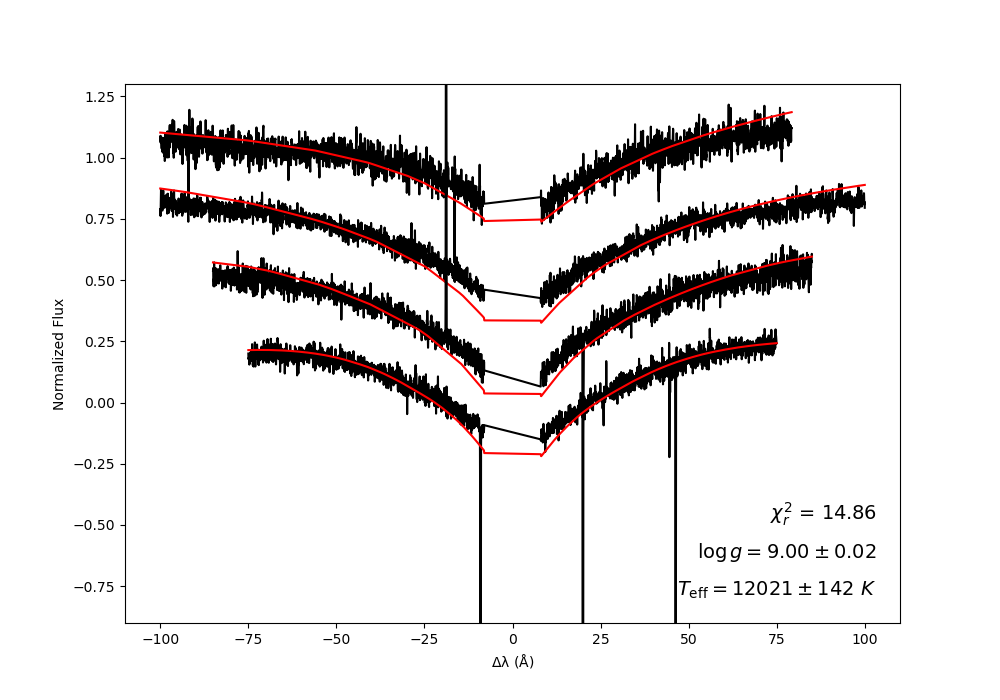 1.25
1.00
0.75
0.50
0.25
0.00
−0.25
−0.50
−0.75
Normalized Flux
χ²ᵣ = 14.86
log g = 9.00 ± 0.02
T_eff = 12021 ± 142 K
−100 −75 −50 −25 0 25 50 75 100
Δλ (Å)